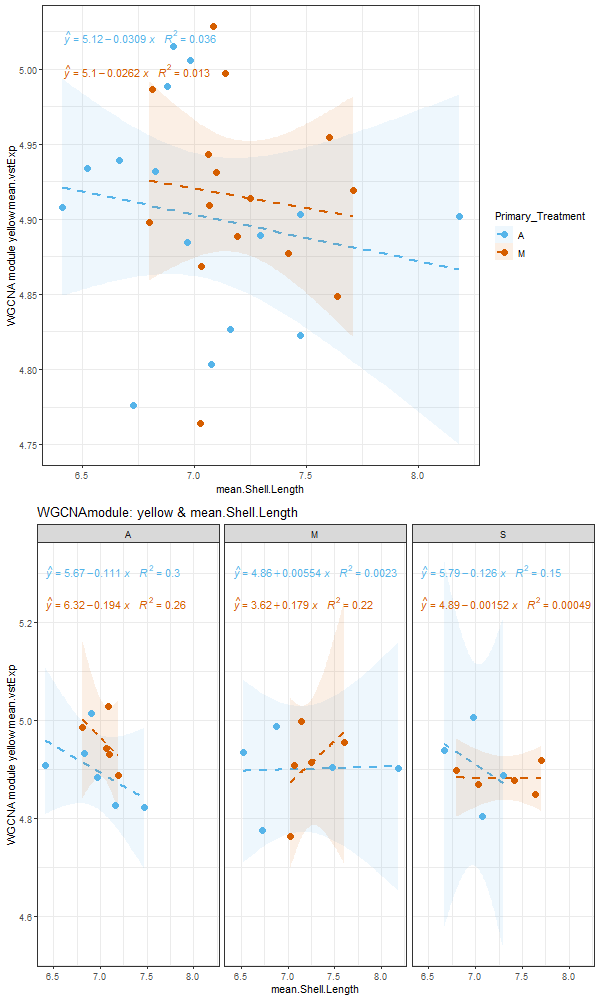 ŷ = 5.12 − 0.0309 x   R² = 0.036
ŷ = 5.1 − 0.0262 x   R² = 0.013
5.00
4.95
4.90
4.85
4.80
4.75
WGCNA module yellowmean.vstExp
6.5 7.0 7.5 8.0
mean.Shell.Length
Primary_Treatment
A
M
WGCNAmodule: yellow & mean.Shell.Length
A M S
ŷ = 5.67 − 0.111 x   R² = 0.3
ŷ = 6.32 − 0.194 x   R² = 0.26
ŷ = 4.86 + 0.00554 x   R² = 0.0023
ŷ = 3.62 + 0.179 x   R² = 0.22
ŷ = 5.79 − 0.126 x   R² = 0.15
ŷ = 4.89 − 0.00152 x   R² = 0.00049
5.2
5.0
4.8
4.6
WGCNA module yellowmean.vstExp
6.5 7.0 7.5 8.0 6.5 7.0 7.5 8.0 6.5 7.0 7.5 8.0
mean.Shell.Length